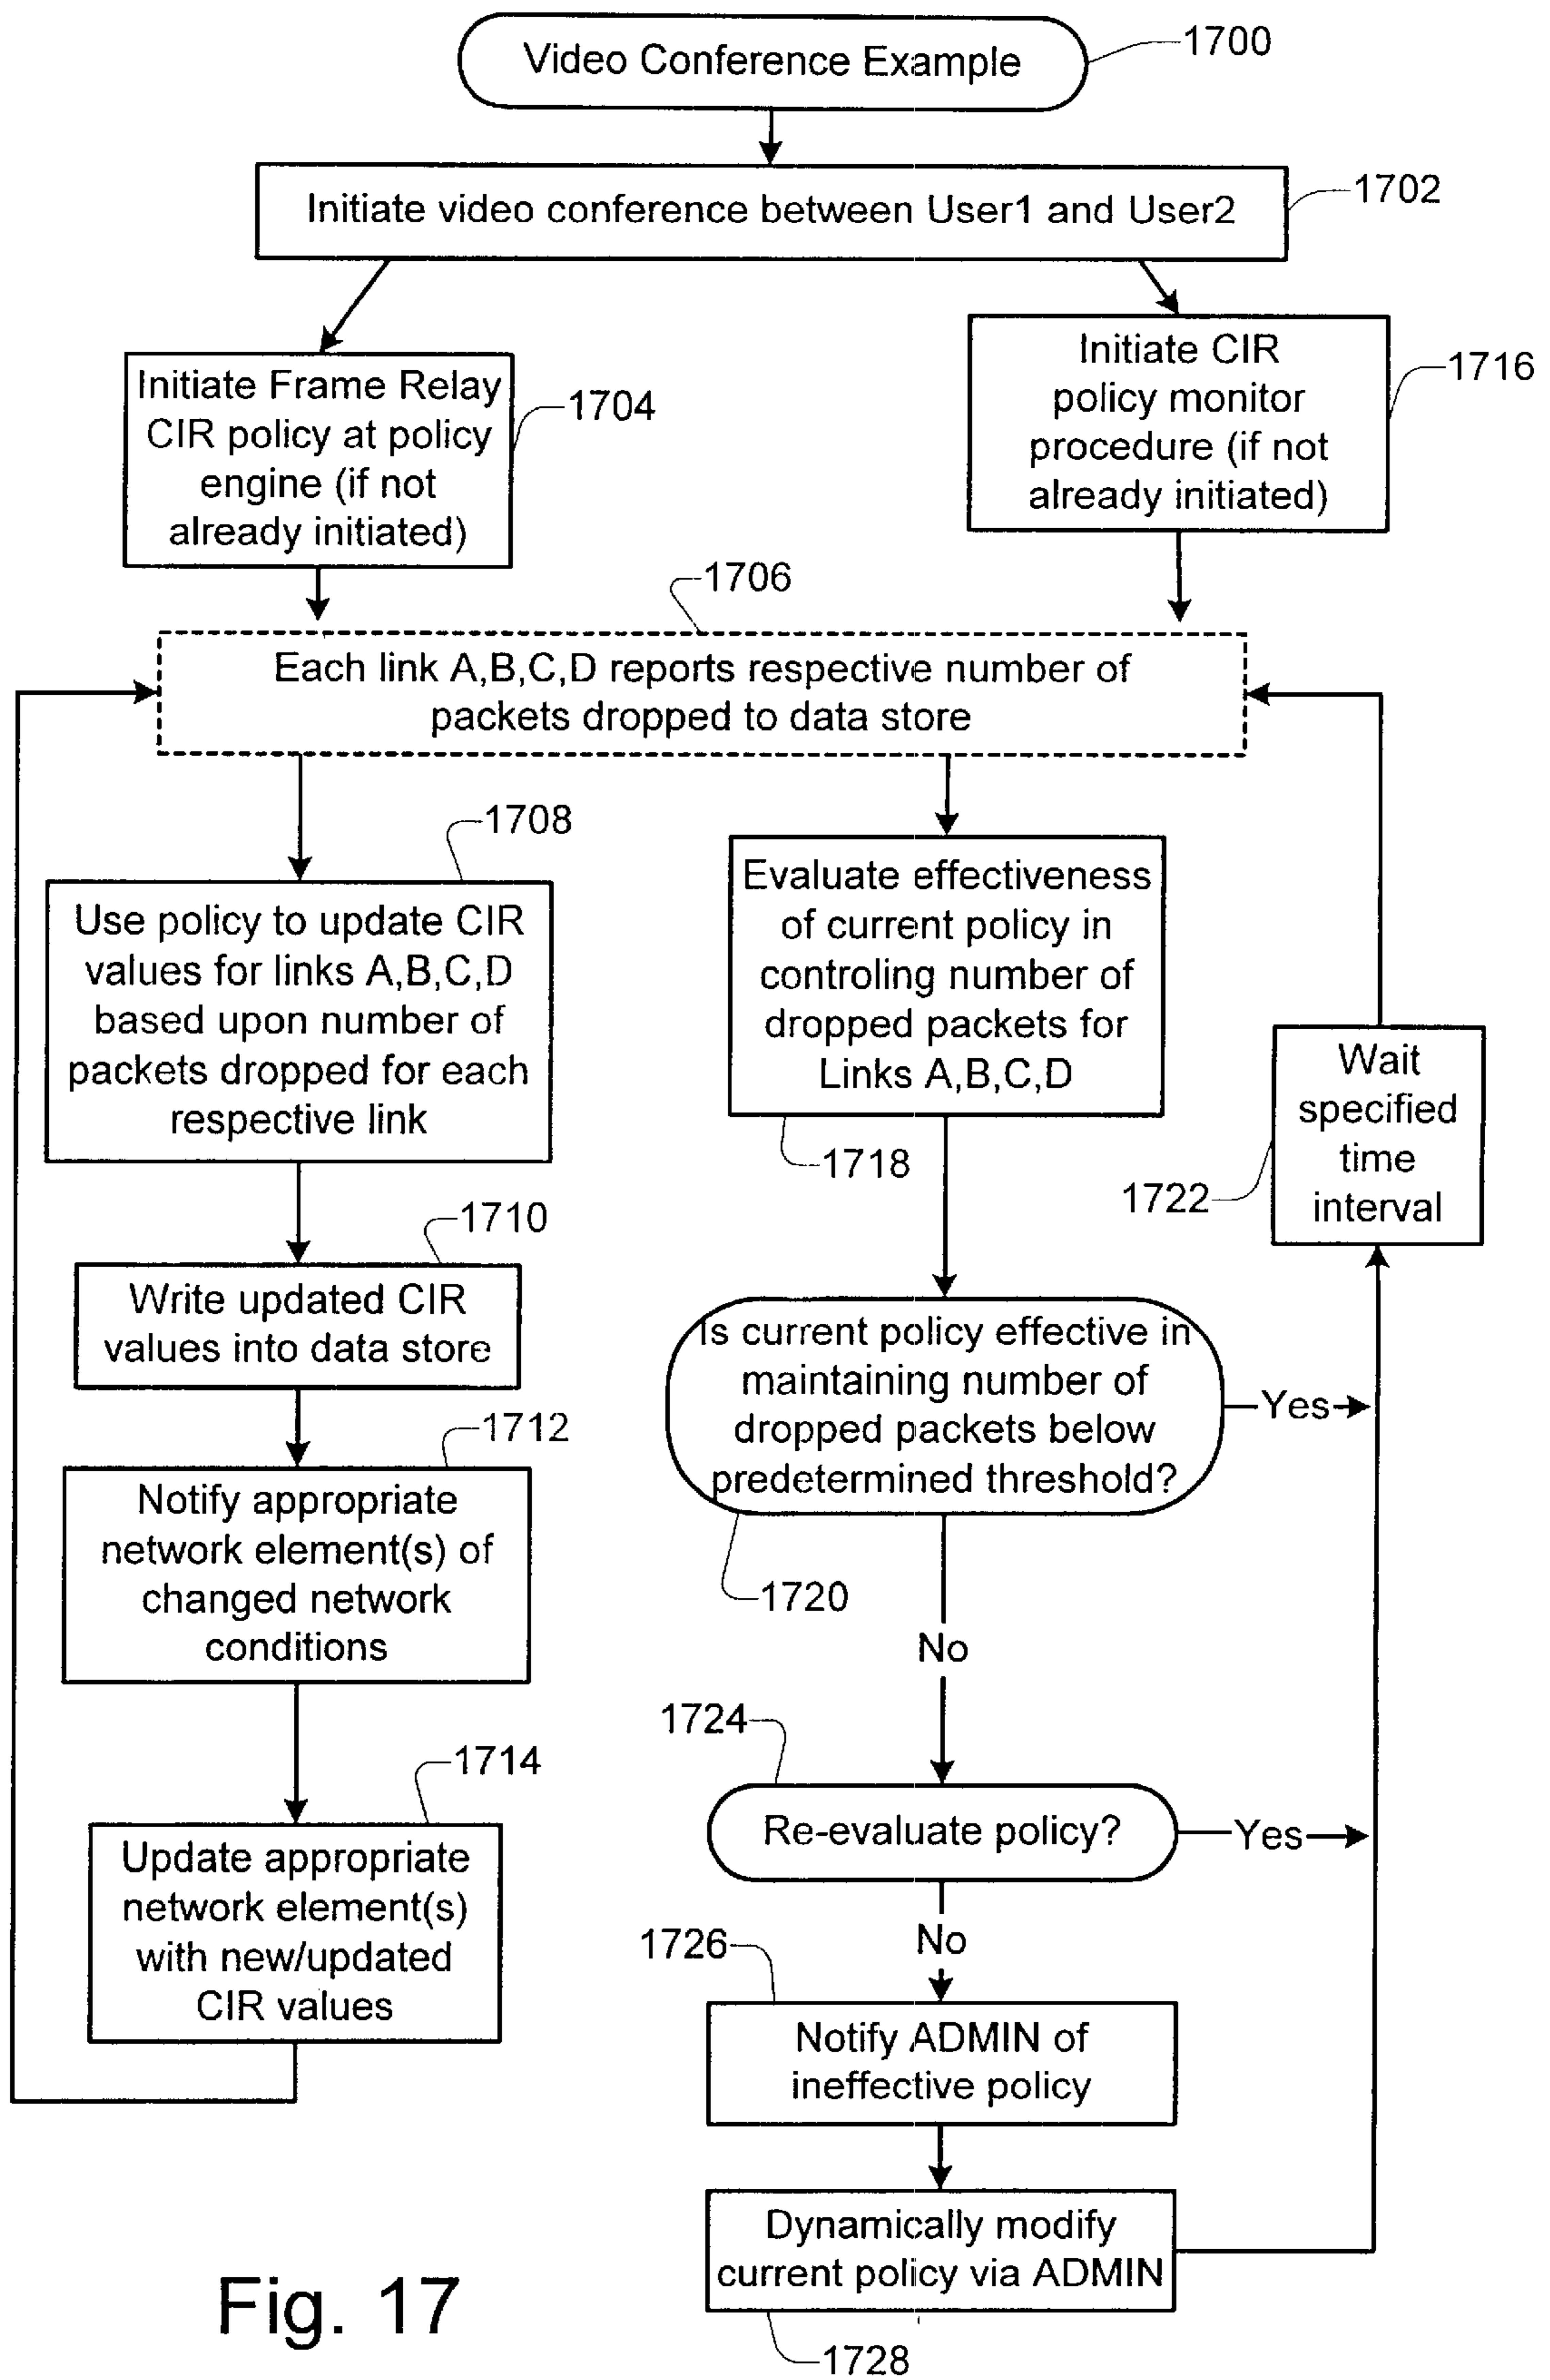 Video Conference Example
1700
Initiate video conference between User1 and User2
1702
Initiate Frame Relay
CIR policy at policy
engine (if not
already initiated)
1704
Initiate CIR
policy monitor
procedure (if not
already initiated)
1716
1706
Each link A,B,C,D reports respective number of
packets dropped to data store
1708
Use policy to update CIR
values for links A,B,C,D
based upon number of
packets dropped for each
respective link
1710
Write updated CIR
values into data store
1712
Notify appropriate
network element(s) of
changed network
conditions
1714
Update appropriate
network element(s)
with new/updated
CIR values
Evaluate effectiveness
of current policy in
controling number of
dropped packets for
Links A,B,C,D
1718
Wait
specified
time
interval
1722
Is current policy effective in
maintaining number of
dropped packets below
predetermined threshold?
Yes
1720
No
1724
Re-evaluate policy?
Yes
No
1726
Notify ADMIN of
ineffective policy
Dynamically modify
current policy via ADMIN
1728
Fig. 17